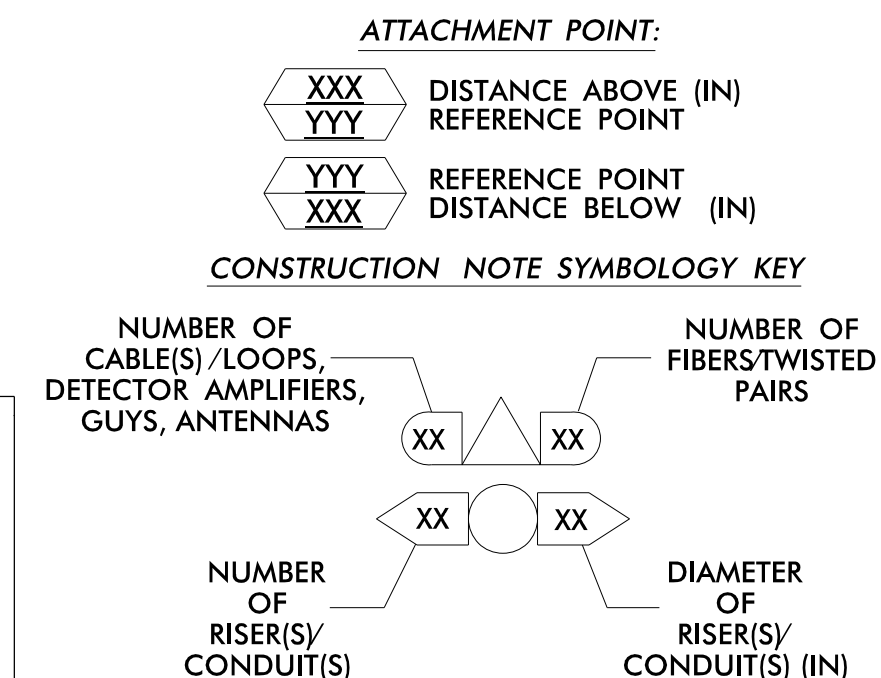 ATTACHMENT POINT:
XXX
YYY
DISTANCE ABOVE (IN)
REFERENCE POINT
YYY
XXX
REFERENCE POINT
DISTANCE BELOW (IN)
CONSTRUCTION NOTE SYMBOLOGY KEY
NUMBER OF
CABLE(S)/LOOPS,
DETECTOR AMPLIFIERS,
GUYS, ANTENNAS
NUMBER OF
FIBERS/TWISTED
PAIRS
XX
XX
XX
XX
NUMBER
OF
RISER(S)/
CONDUIT(S)
DIAMETER
OF
RISER(S)/
CONDUIT(S) (IN)